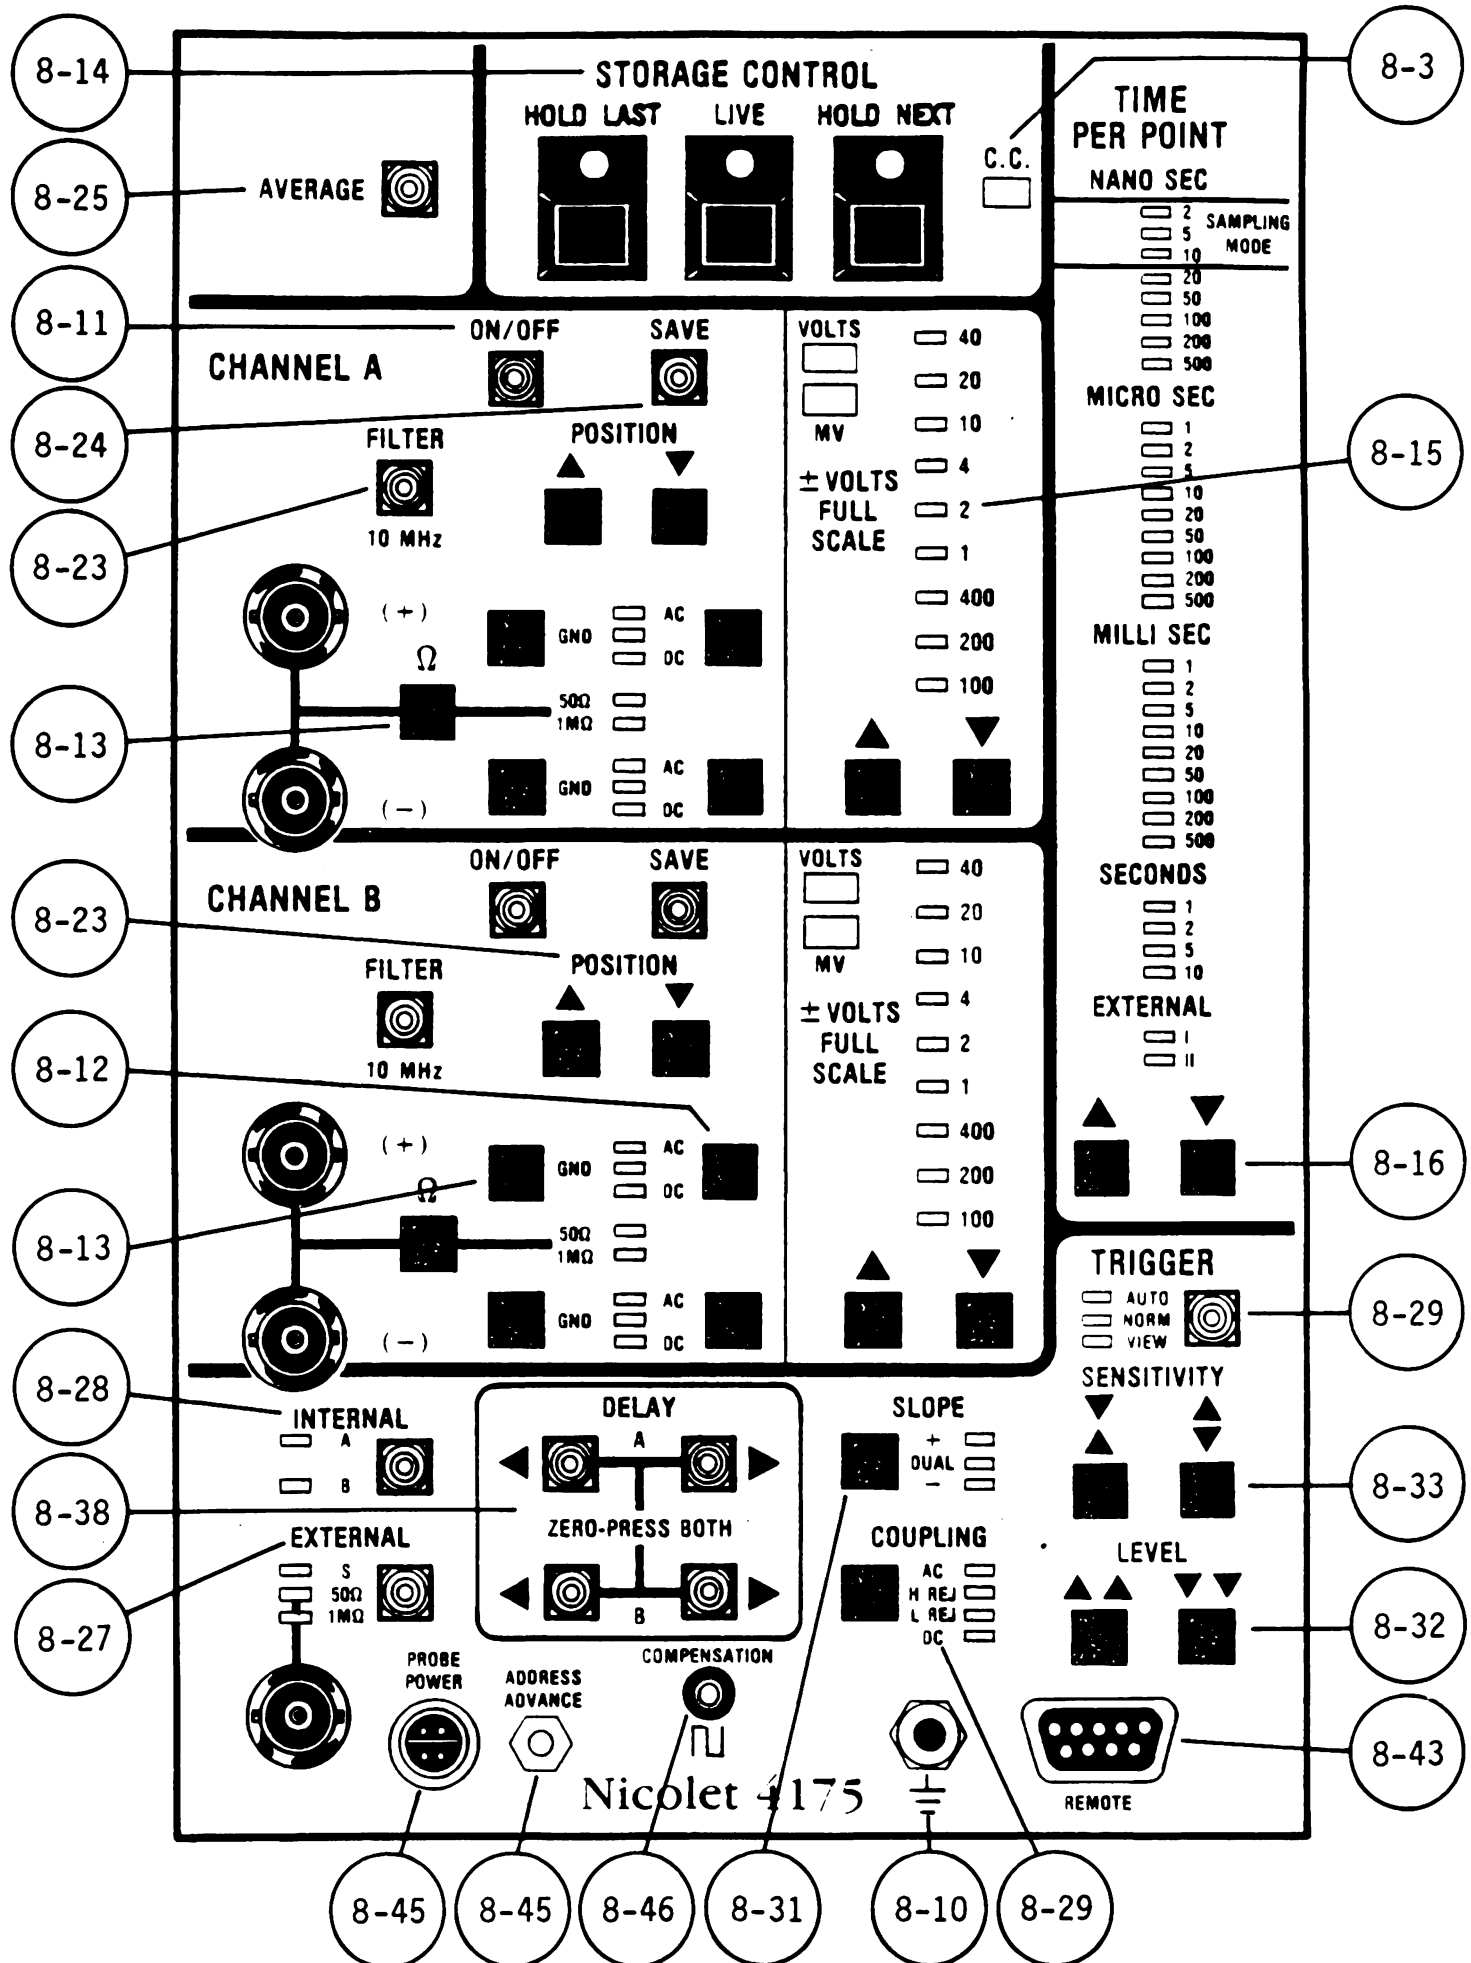 8-14
8-25
8-11
8-24
8-23
8-13
8-23
8-12
8-13
8-28
8-38
8-27
STORAGE CONTROL
HOLD LAST LIVE HOLD NEXT
C.C.
AVERAGE
CHANNEL A
ON/OFF SAVE
FILTER POSITION
▲ ▼
10 MHz
(+)
GND AC
DC
Ω
50Ω
1MΩ
GND AC
DC
(−)
VOLTS
MV
± VOLTS
FULL
SCALE
40
20
10
4
2
1
400
200
100
▲ ▼
CHANNEL B
ON/OFF SAVE
FILTER POSITION
▲ ▼
10 MHz
(+)
GND AC
DC
Ω
50Ω
1MΩ
GND AC
DC
(−)
VOLTS
MV
± VOLTS
FULL
SCALE
40
20
10
4
2
1
400
200
100
▲ ▼
TIME
PER POINT
NANO SEC
2
5
10
SAMPLING
MODE
20
50
100
200
500
MICRO SEC
1
2
5
10
20
50
100
200
500
MILLI SEC
1
2
5
10
20
50
100
200
500
SECONDS
1
2
5
10
EXTERNAL
I
II
▲ ▼
TRIGGER
AUTO
NORM
VIEW
SENSITIVITY
▼ ▲
▲ ▼
LEVEL
▲▲ ▼▼
INTERNAL
A
B
EXTERNAL
S
50Ω
1MΩ
DELAY
◀ A ▶
ZERO-PRESS BOTH
◀ B ▶
SLOPE
+
DUAL
−
COUPLING
AC
H REJ
L REJ
DC
PROBE
POWER
ADDRESS
ADVANCE
COMPENSATION
REMOTE
Nicolet 4175
8-3
8-15
8-16
8-29
8-33
8-32
8-43
8-45 8-45 8-46 8-31 8-10 8-29